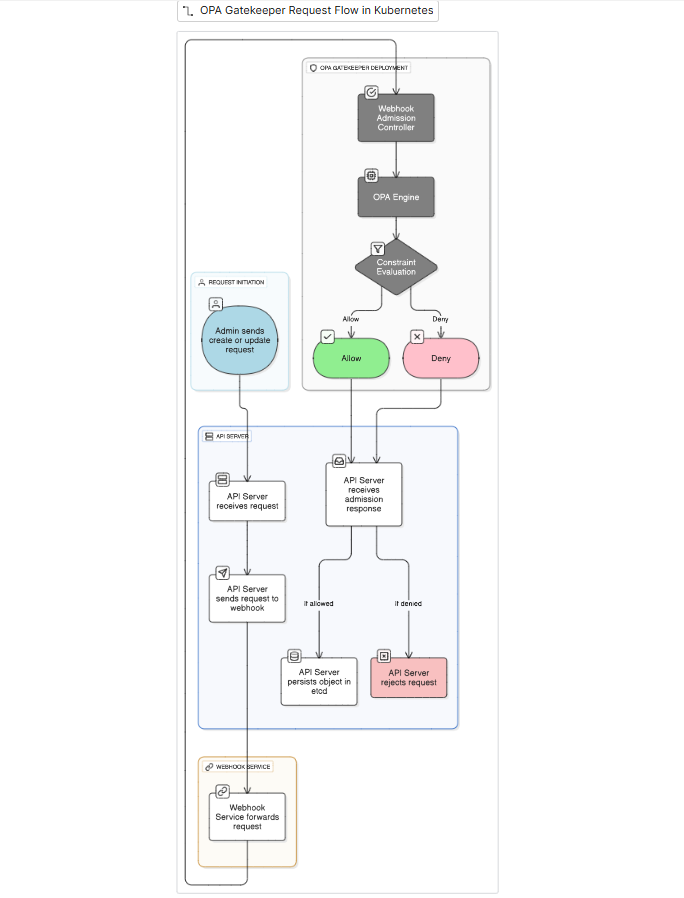 OPA Gatekeeper Request Flow in Kubernetes
OPA GATEKEEPER DEPLOYMENT
Webhook
Admission
Controller
OPA Engine
Constraint
Evaluation
REQUEST INITIATION
Admin sends
create or update
request
Allow
Deny
Allow
Deny
API SERVER
API Server
receives request
API Server
receives
admission
response
API Server
sends request to
webhook
If allowed
If denied
API Server
persists object in
etcd
API Server
rejects request
WEBHOOK SERVICE
Webhook
Service forwards
request